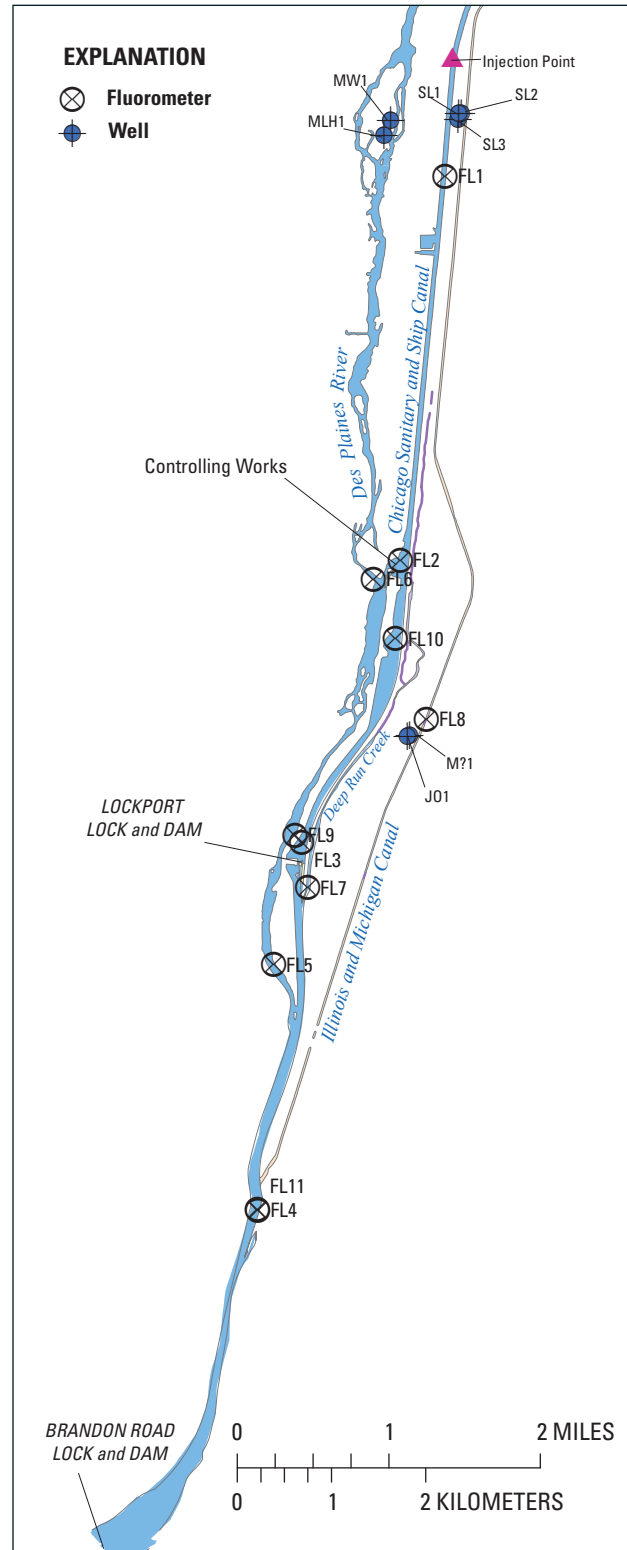 EXPLANATION
Fluorometer
Well
Injection Point
MW1
SL1
SL2
MLH1
SL3
FL1
Chicago Sanitary and Ship Canal
Des Plaines River
Controlling Works
FL2
FL6
FL10
FL8
M?1
JO1
Deep Run Creek
LOCKPORT
LOCK and DAM
FL9
FL3
FL7
Illinois and Michigan Canal
FL5
FL11
FL4
BRANDON ROAD
LOCK and DAM
0 1 2 MILES
0 1 2 KILOMETERS